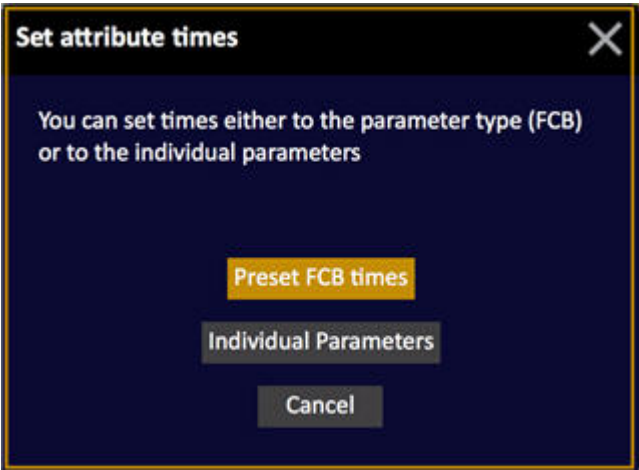 Set attribute times
You can set times either to the parameter type (FCB)
or to the individual parameters
Preset FCB times
Individual Parameters
Cancel